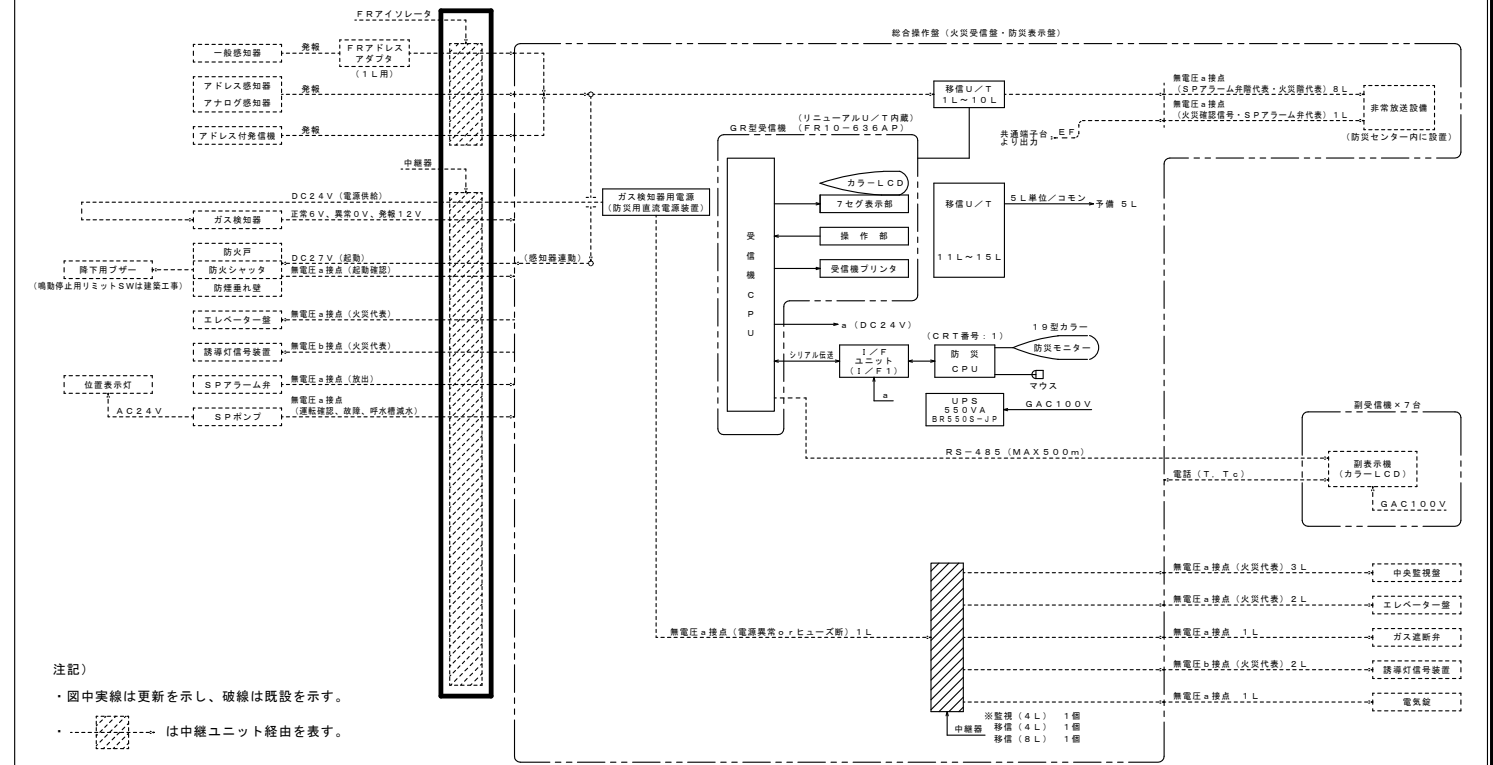 FRアイソレータ
一般感知器
発報
FRアドレス
アダプタ
(1L用)
アドレス感知器
アナログ感知器
発報
アドレス付発信機
発報
中継器
DC24V(電源供給)
ガス検知器
正常6V、異常0V、発報12V
防火戸
防火シャッタ
防煙垂れ壁
DC27V(起動)
無電圧a接点(起動確認)
降下用ブザー
(鳴動停止用リミットSWは建築工事)
エレベーター盤
無電圧a接点(火災代表)
誘導灯信号装置
無電圧b接点(火災代表)
SPアラーム弁
無電圧a接点(放出)
位置表示灯
AC24V
SPポンプ
無電圧a接点
(運転確認、故障、呼水槽減水)
(感知器連動)
ガス検知器用電源
(防災用直流電源装置)
総合操作盤(火災受信盤・防災表示盤)
移信U/T
1L~10L
(リニューアルU/T内蔵)
GR型受信機 (FR10-636AP)
共通端子台
より出力
EF
無電圧a接点
(SPアラーム弁階代表・火災階代表)8L
無電圧a接点
(火災確認信号・SPアラーム弁代表)1L
非常放送設備
(防災センター内に設置)
受信機CPU
カラーLCD
7セグ表示部
操作部
受信機プリンタ
移信U/T
11L~15L
5L単位/コモン
予備 5L
a(DC24V)
シリアル伝送
I/F
ユニット
(I/F1)
a
(CRT番号:1)
防災
CPU
19型カラー
防災モニター
マウス
UPS
550VA
BR550S-JP
GAC100V
RS-485(MAX500m)
電話(T.Tc)
副受信機×7台
副表示機
(カラーLCD)
GAC100V
無電圧a接点(電源異常orヒューズ断)1L
無電圧a接点(火災代表)3L
中央監視盤
無電圧a接点(火災代表)2L
エレベーター盤
無電圧a接点 1L
ガス遮断弁
無電圧b接点(火災代表)2L
誘導灯信号装置
無電圧a接点 1L
電気錠
中継器
※監視(4L) 1個
移信(4L) 1個
移信(8L) 1個
注記)
・図中実線は更新を示し、破線は既設を示す。
・ は中継ユニット経由を表す。